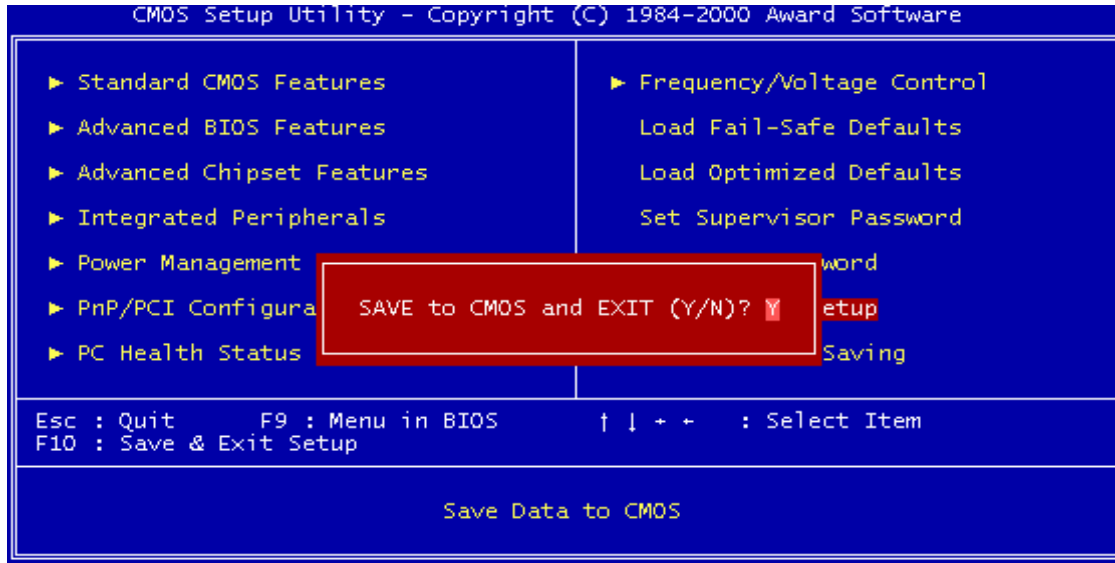 CMOS Setup Utility – Copyright (C) 1984–2000 Award Software
► Standard CMOS Features
► Advanced BIOS Features
► Advanced Chipset Features
► Integrated Peripherals
► Power Management
► PnP/PCI Configura
► PC Health Status
► Frequency/Voltage Control
Load Fail–Safe Defaults
Load Optimized Defaults
Set Supervisor Password
word
etup
Saving
SAVE to CMOS and EXIT (Y/N)? Y
Esc : Quit F9 : Menu in BIOS ↑ ↓ → ← : Select Item
F10 : Save & Exit Setup
Save Data to CMOS